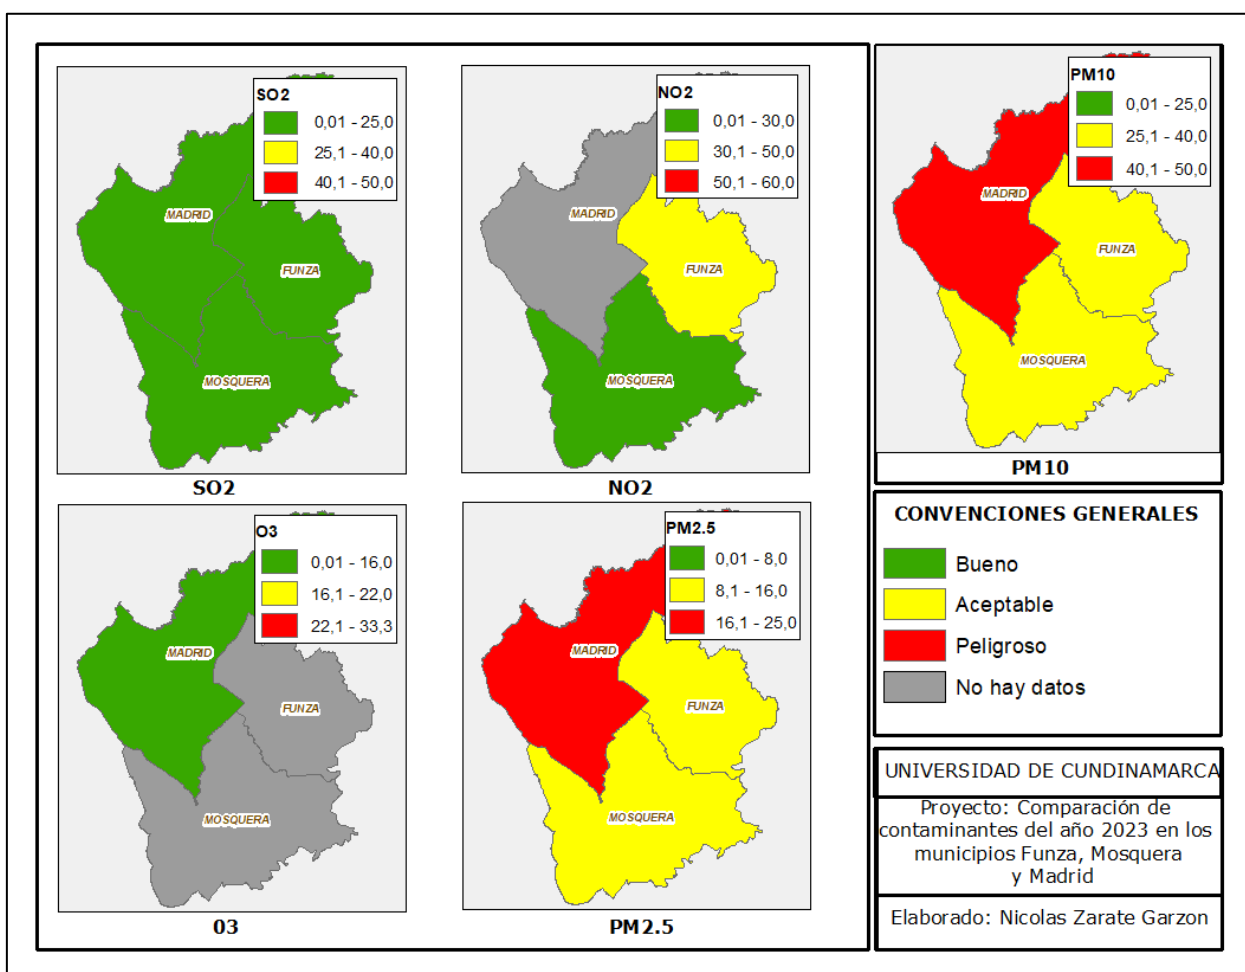 SO2
0,01 - 25,0
25,1 - 40,0
40,1 - 50,0
MADRID
FUNZA
MOSQUERA
SO2
NO2
0,01 - 30,0
30,1 - 50,0
50,1 - 60,0
MADRID
FUNZA
MOSQUERA
NO2
PM10
0,01 - 25,0
25,1 - 40,0
40,1 - 50,0
MADRID
FUNZA
MOSQUERA
PM10
O3
0,01 - 16,0
16,1 - 22,0
22,1 - 33,3
MADRID
FUNZA
MOSQUERA
03
PM2.5
0,01 - 8,0
8,1 - 16,0
16,1 - 25,0
MADRID
FUNZA
MOSQUERA
PM2.5
CONVENCIONES GENERALES
Bueno
Aceptable
Peligroso
No hay datos
UNIVERSIDAD DE CUNDINAMARCA
Proyecto: Comparación de
contaminantes del año 2023 en los
municipios Funza, Mosquera
y Madrid
Elaborado: Nicolas Zarate Garzon